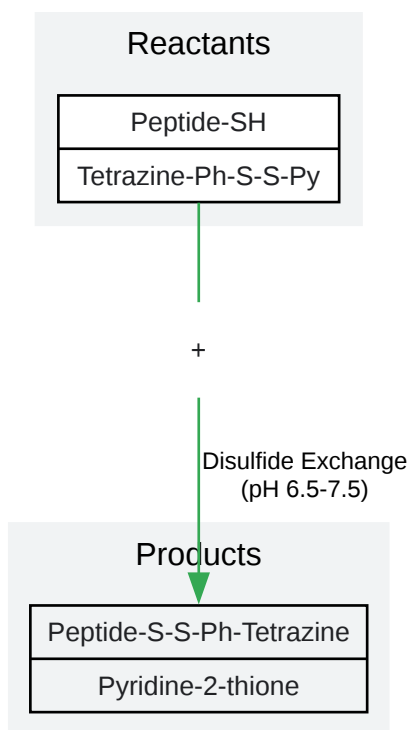 Reactants
Peptide-SH
Tetrazine-Ph-S-S-Py
+
Disulfide Exchange
(pH 6.5-7.5)
Products
Peptide-S-S-Ph-Tetrazine
Pyridine-2-thione